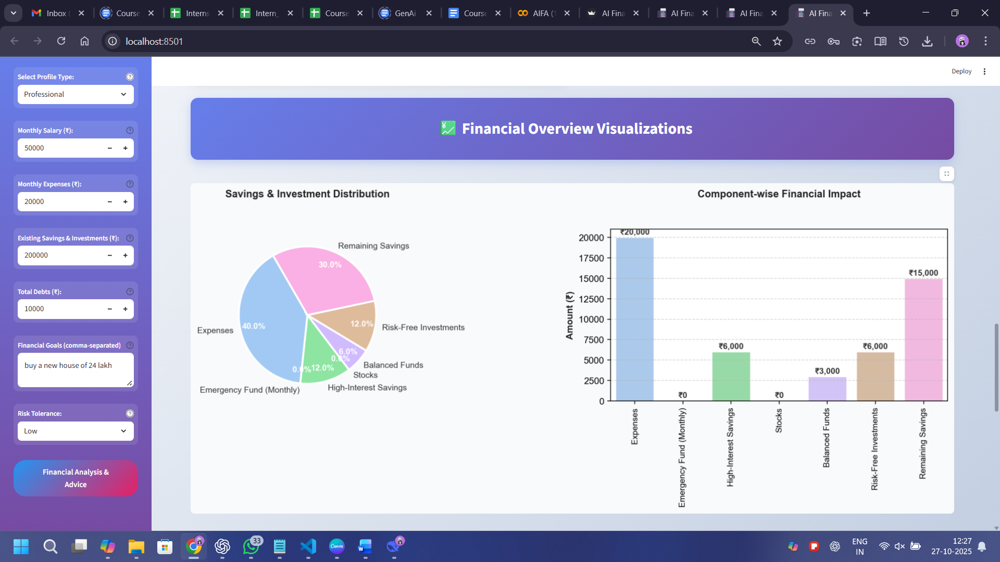 Inbox (
Course
Interns
Intern_
Course
GenAi
Course
AIFA (1
AI Fina
AI Fina
AI Fina
AI Fina
localhost:8501
Deploy
Select Profile Type:
Professional
Monthly Salary (₹):
50000
Monthly Expenses (₹):
20000
Existing Savings & Investments (₹):
200000
Total Debts (₹):
10000
Financial Goals (comma-separated)
buy a new house of 24 lakh
Risk Tolerance:
Low
Financial Analysis &
Advice
Financial Overview Visualizations
Savings & Investment Distribution
Remaining Savings
30.0%
12.0%
Risk-Free Investments
40.0%
Expenses
6.0%
0.0%
Balanced Funds
Stocks
0.0%
12.0%
High-Interest Savings
Emergency Fund (Monthly)
Component-wise Financial Impact
Amount (₹)
20000
17500
15000
12500
10000
7500
5000
2500
0
₹20,000
₹0
₹6,000
₹0
₹3,000
₹6,000
₹15,000
Expenses
Emergency Fund (Monthly)
High-Interest Savings
Stocks
Balanced Funds
Risk-Free Investments
Remaining Savings
33
Canva
W
ENG
IN
12:27
27-10-2025